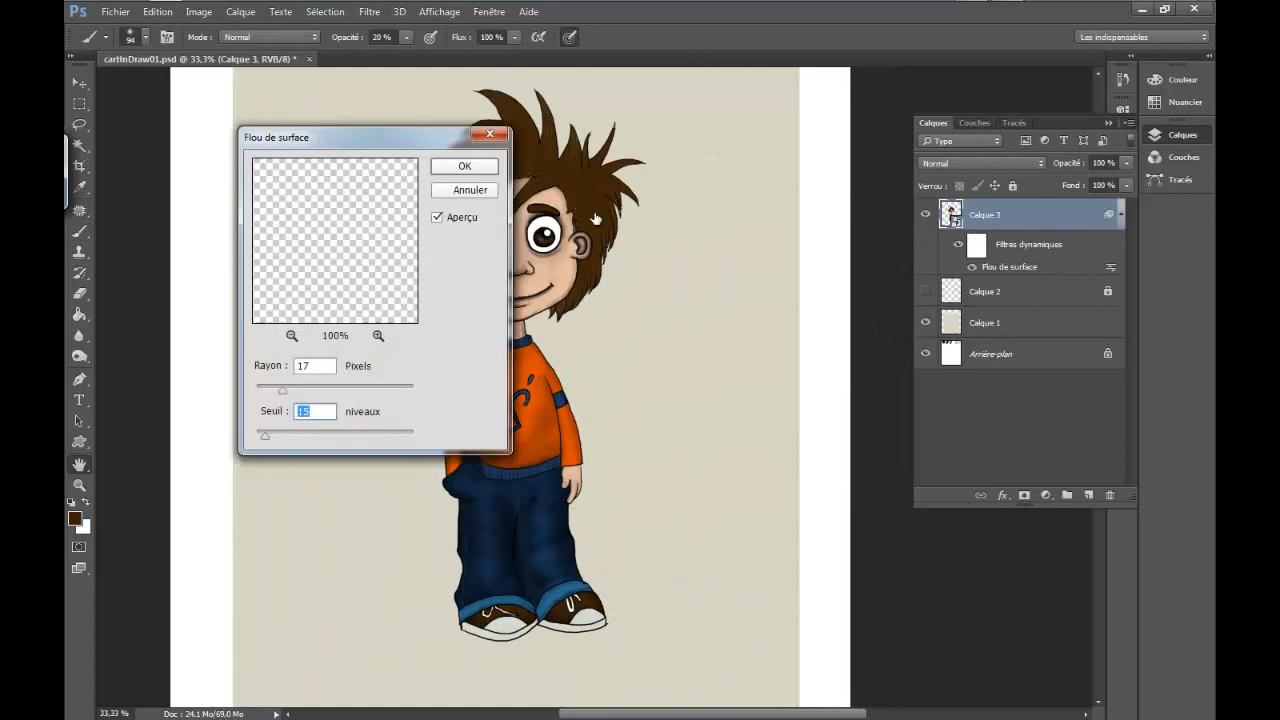 Ps Fichier Edition Image Calque Texte Sélection Filtre 3D Affichage Fenêtre Aide
94 Mode : Normal Opacité : 20 % Flux : 100 % Les indispensables
cartInDraw01.psd @ 33,3% (Calque 3, RVB/8) * ×
Flou de surface
OK
Annuler
Aperçu
100%
Rayon : 17 Pixels
Seuil : 15 niveaux
Couleur
Nuancier
Calques
Couches
Tracés
Calques Couches Tracés
Type
Normal Opacité : 100 %
Verrou : Fond : 100 %
Calque 3
Filtres dynamiques
Flou de surface
Calque 2
Calque 1
Arrière-plan
fx
33,33 % Doc : 24,1 Mo/69,0 Mo